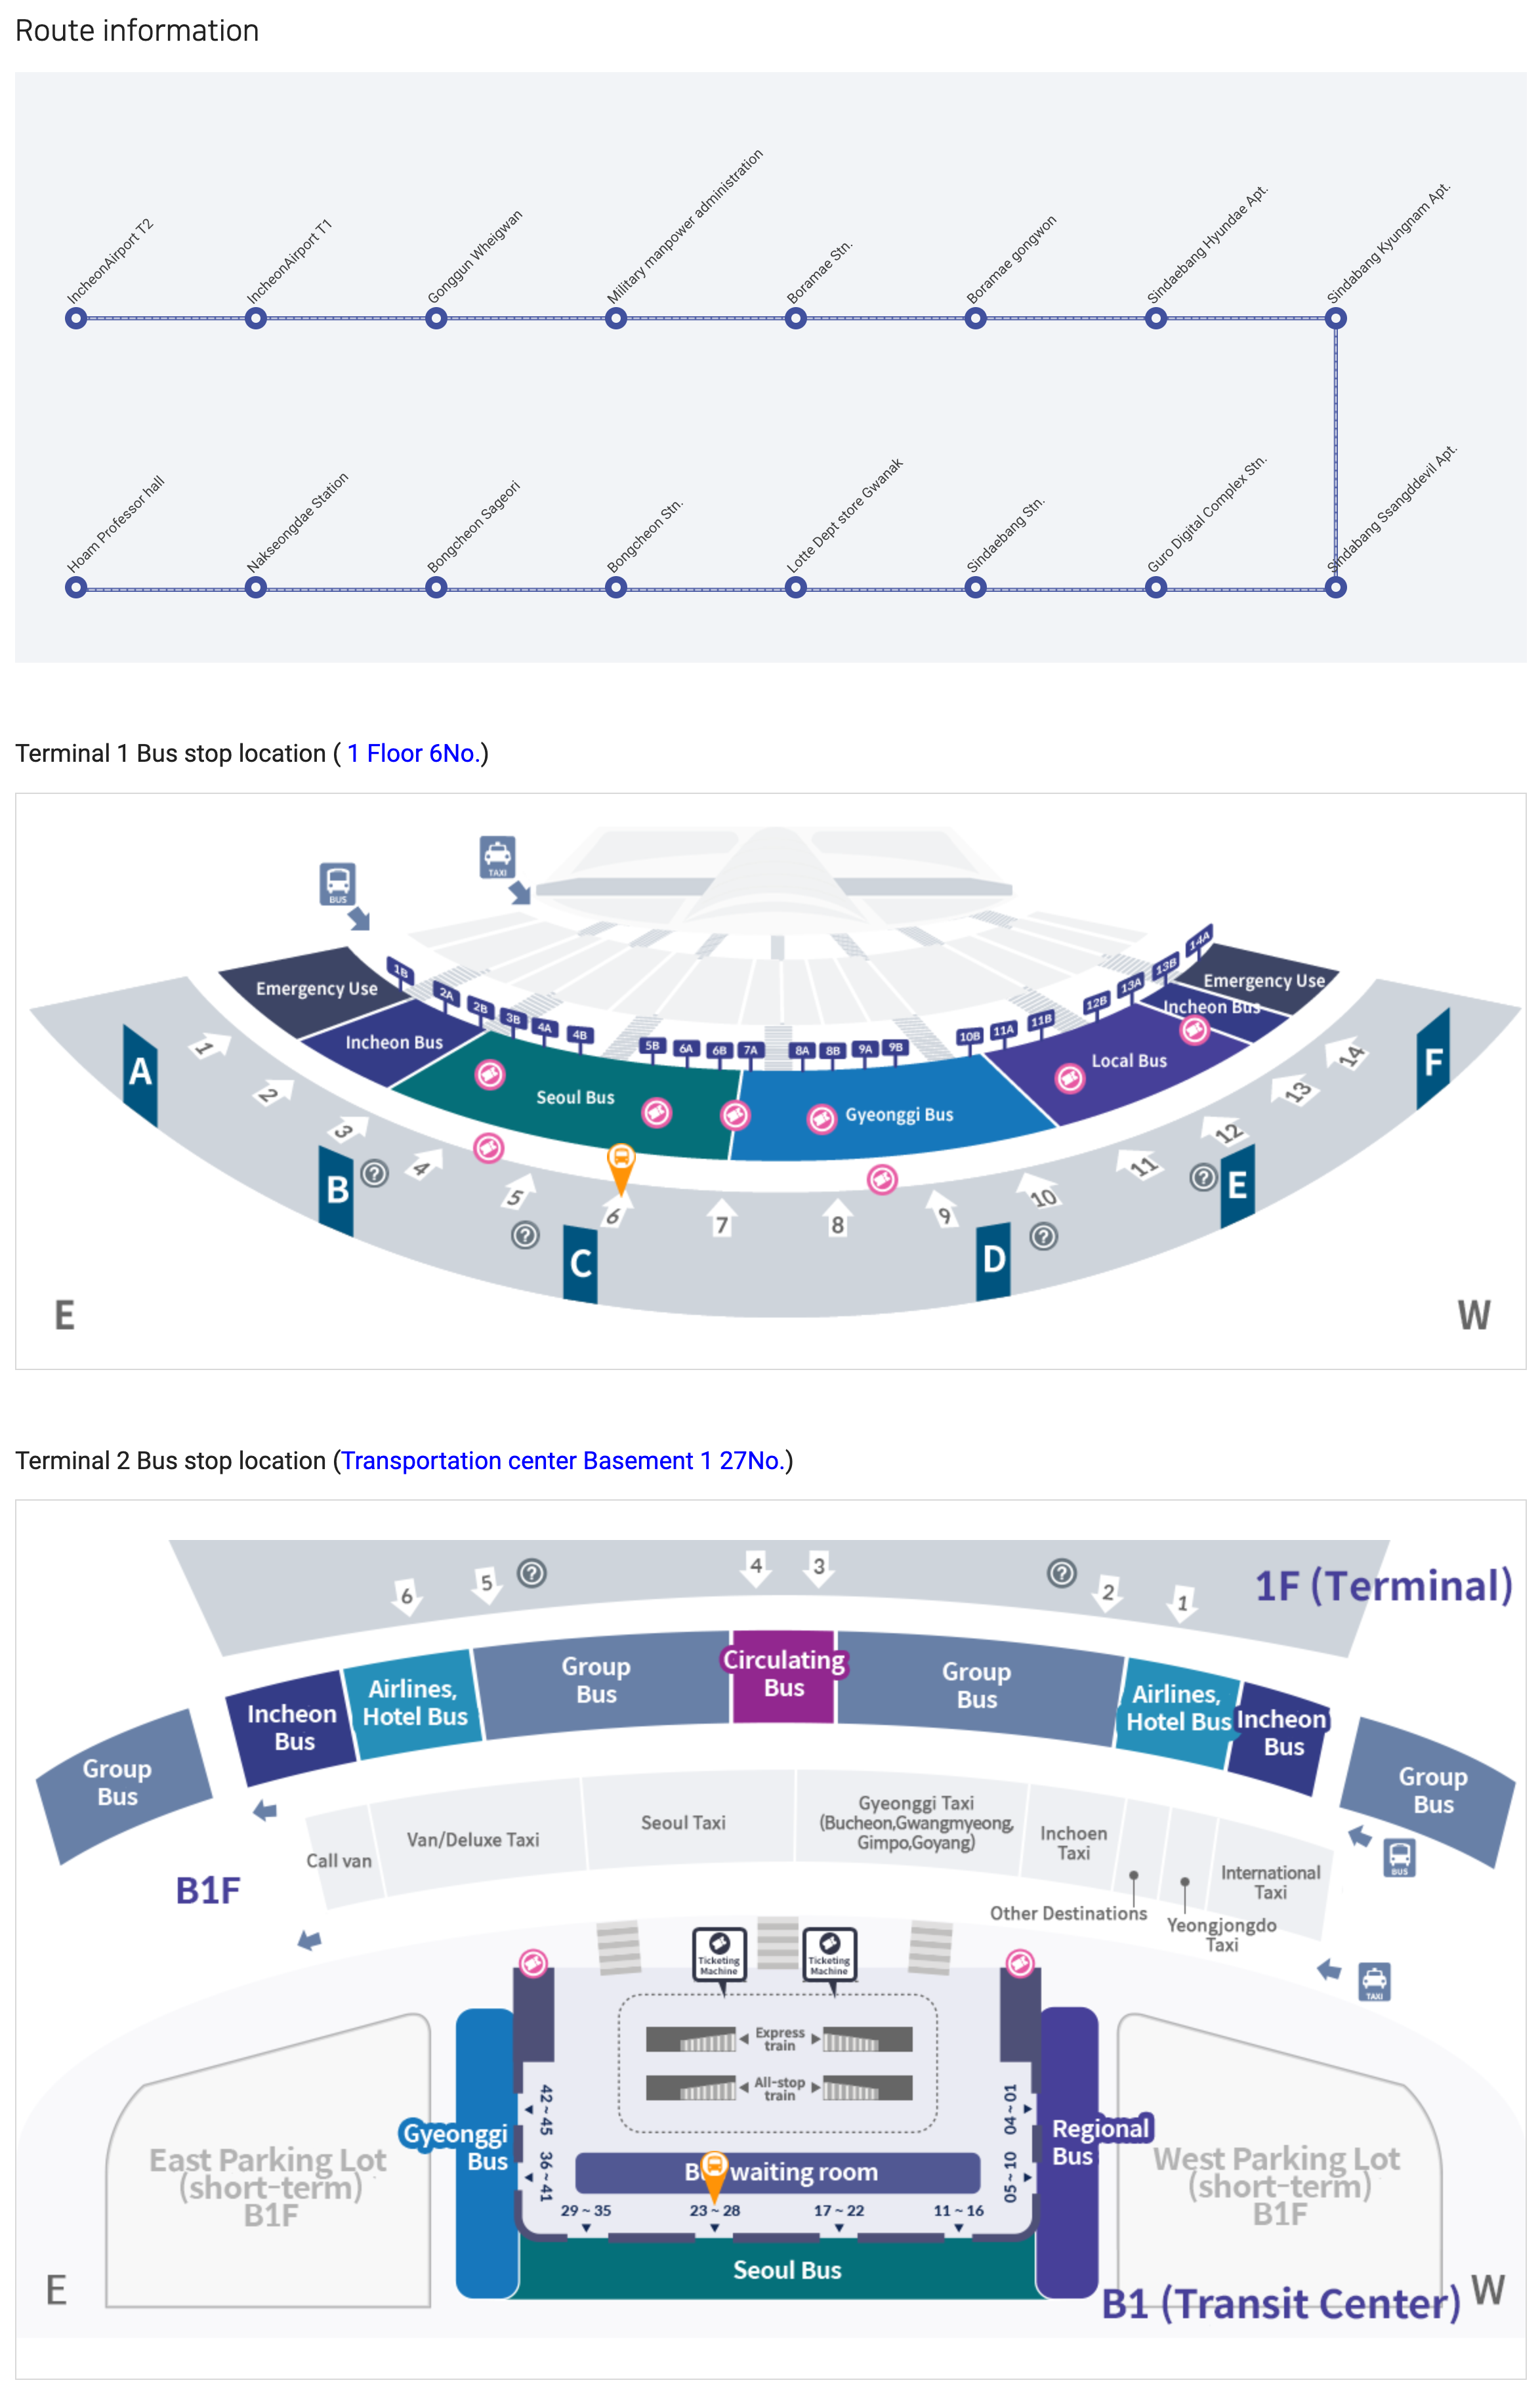 Route information
IncheonAirport T2
IncheonAirport T1
Gonggun Wheigwan
Military manpower administration
Boramae Stn.
Boramae gongwon
Sindaebang Hyundae Apt.
Sindabang Kyungnam Apt.
Hoam Professor hall
Nakseongdae Station
Bongcheon Sageori
Bongcheon Stn.
Lotte Dept store Gwanak
Sindaebang Stn.
Guro Digital Complex Stn.
Sindabang Ssangddevil Apt.
Terminal 1 Bus stop location ( 1 Floor 6No.)
BUS
TAXI
Emergency Use
Incheon Bus
Seoul Bus
Gyeonggi Bus
Local Bus
Incheon Bus
Emergency Use
1B
2A
2B
3B
4A
4B
5B
6A
6B
7A
8A
8B
9A
9B
10B
11A
11B
12B
13A
13B
14A
1
2
3
4
5
6
7
8
9
10
11
12
13
14
A
B
C
D
E
F
?
?
?
?
E
W
Terminal 2 Bus stop location (Transportation center Basement 1 27No.)
6
5
?
4
3
?
2
1
1F (Terminal)
Group
Bus
Incheon
Bus
Airlines,
Hotel Bus
Group
Bus
Circulating
Bus
Group
Bus
Airlines,
Hotel Bus
Incheon
Bus
Group
Bus
BUS
B1F
Call van
Van/Deluxe Taxi
Seoul Taxi
Gyeonggi Taxi
(Bucheon,Gwangmyeong,
Gimpo,Goyang)
Inchoen
Taxi
Other Destinations
Yeongjongdo
Taxi
International
Taxi
TAXI
Ticketing
Machine
Ticketing
Machine
Express
train
All-stop
train
42 ~ 45
36 ~ 41
04 ~ 01
05 ~ 10
Gyeonggi
Bus
Regional
Bus
waiting room
29 ~ 35
23 ~ 28
17 ~ 22
11 ~ 16
Seoul Bus
East Parking Lot
(short-term)
B1F
West Parking Lot
(short-term)
B1F
E
B1 (Transit Center)
W